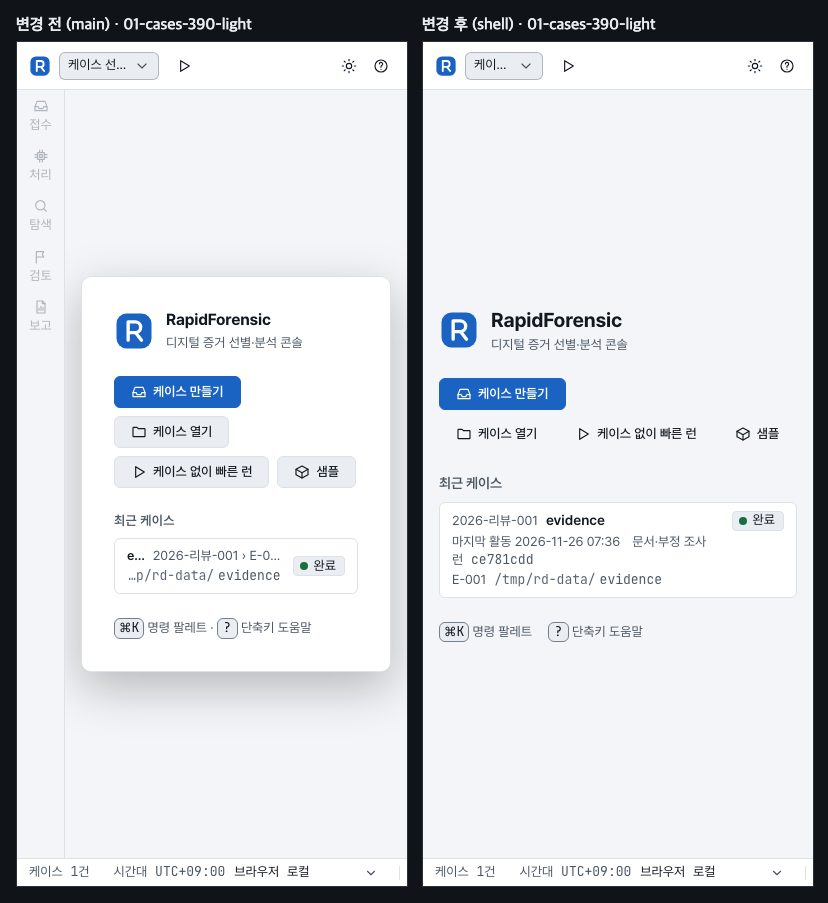 변경 전 (main) · 01-cases-390-light
R 케이스 선...
접수
처리
탐색
검토
보고
R RapidForensic
디지털 증거 선별·분석 콘솔
케이스 만들기
케이스 열기
케이스 없이 빠른 런 샘플
최근 케이스
e... 2026-리뷰-001 › E-0... 완료
...p/rd-data/ evidence
⌘K 명령 팔레트 · ? 단축키 도움말
케이스 1건 시간대 UTC+09:00 브라우저 로컬
변경 후 (shell) · 01-cases-390-light
R 케이...
R RapidForensic
디지털 증거 선별·분석 콘솔
케이스 만들기
케이스 열기 케이스 없이 빠른 런 샘플
최근 케이스
2026-리뷰-001 evidence 완료
마지막 활동 2026-11-26 07:36 문서·부정 조사
런 ce781cdd
E-001 /tmp/rd-data/ evidence
⌘K 명령 팔레트 ? 단축키 도움말
케이스 1건 시간대 UTC+09:00 브라우저 로컬